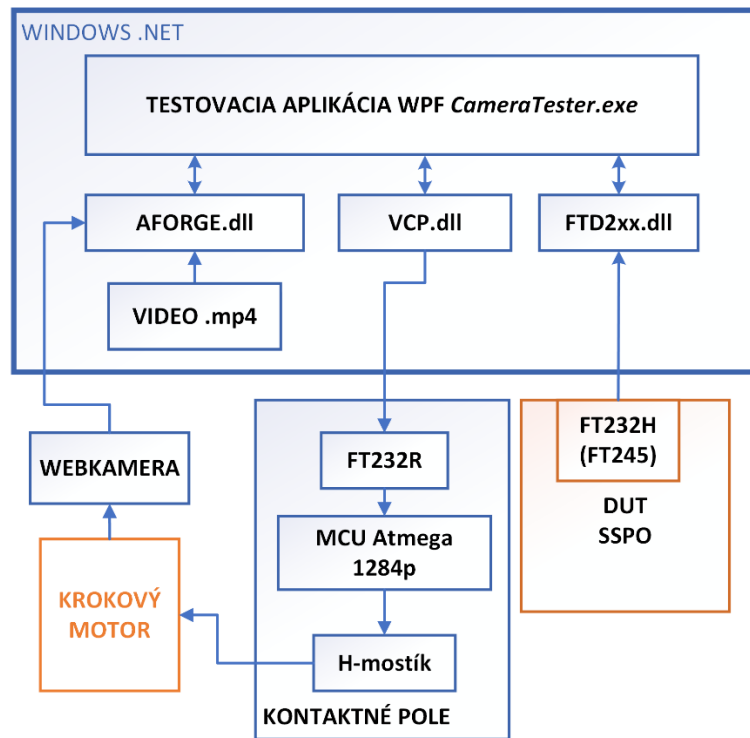 WINDOWS .NET
TESTOVACIA APLIKÁCIA WPF CameraTester.exe
AFORGE.dll
VCP.dll
FTD2xx.dll
VIDEO .mp4
WEBKAMERA
FT232R
FT232H
(FT245)
DUT
SSPO
MCU Atmega
1284p
KROKOVÝ
MOTOR
H-mostík
KONTAKTNÉ POLE